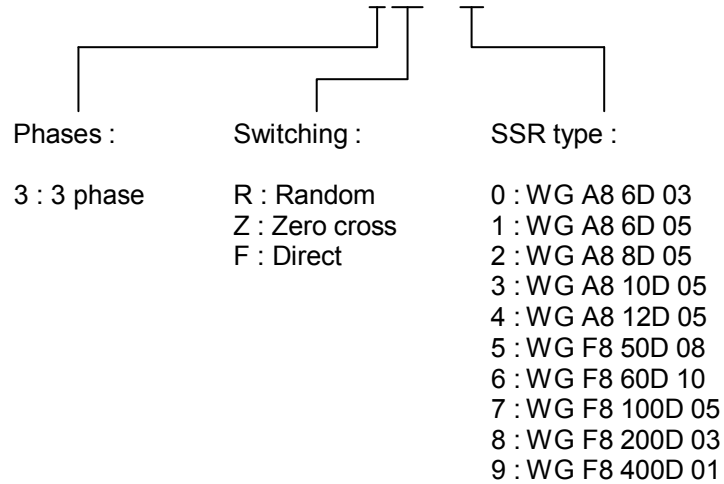 Phases : Switching : SSR type :
3 : 3 phase R : Random 0 : WG A8 6D 03
Z : Zero cross 1 : WG A8 6D 05
F : Direct 2 : WG A8 8D 05
3 : WG A8 10D 05
4 : WG A8 12D 05
5 : WG F8 50D 08
6 : WG F8 60D 10
7 : WG F8 100D 05
8 : WG F8 200D 03
9 : WG F8 400D 01